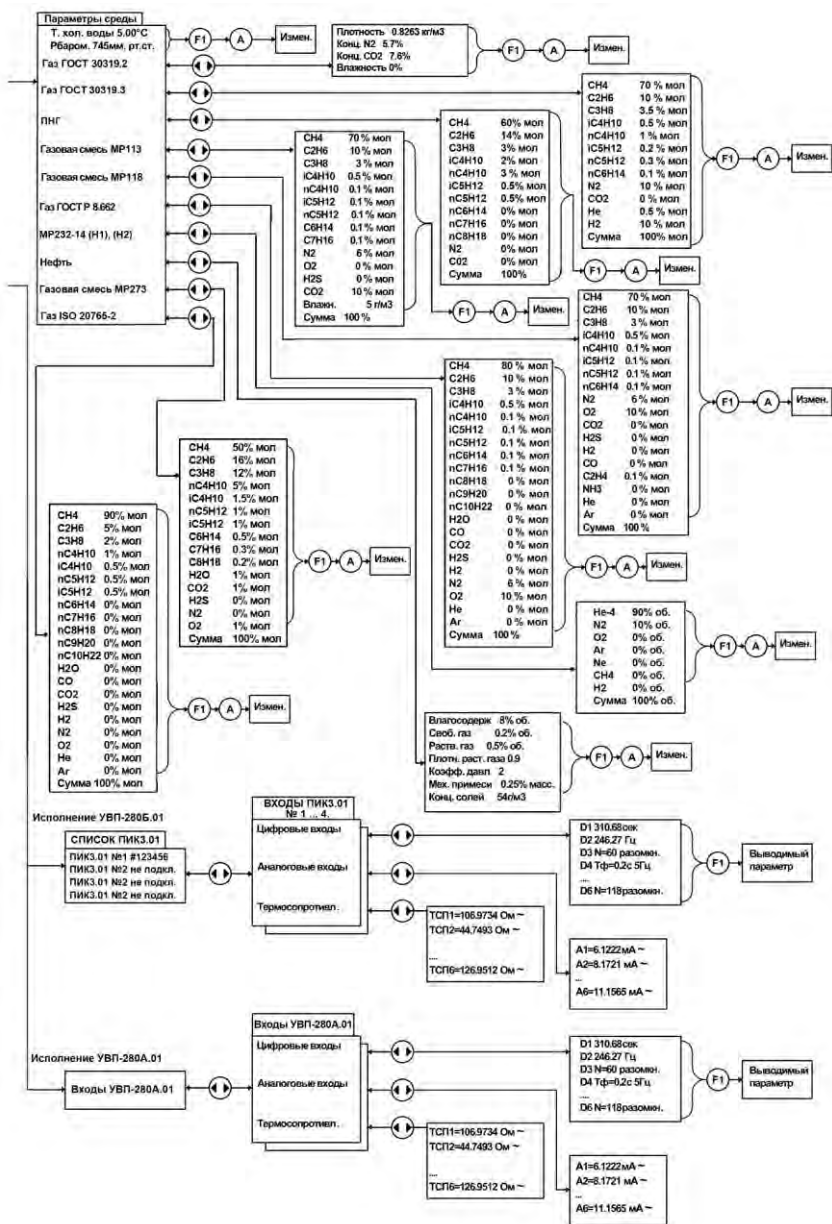 Параметры среды
Т. хол. воды 5.00°С
Рбаром. 745мм. рт.ст.
Газ ГОСТ 30319.2
Газ ГОСТ 30319.3
ПНГ
Газовая смесь МР113
Газовая смесь МР118
Газ ГОСТ Р 8.662
МР232-14 (Н1), (Н2)
Нефть
Газовая смесь МР273
Газ ISO 20765-2
F1
A
Измен.
Плотность 0.8263 кг/м3
Конц. N2 5.7%
Конц. CO2 7.6%
Влажность 0%
F1
A
Измен.
CH4 70 % мол
C2H6 10 % мол
C3H8 3.5 % мол
iC4H10 0.5 % мол
nC4H10 1 % мол
iC5H12 0.2 % мол
nC5H12 0.3 % мол
nC6H14 0.1 % мол
N2 10 % мол
CO2 0 % мол
He 0.5 % мол
H2 10 % мол
Сумма 100% мол
F1
A
Измен.
CH4 60% мол
C2H6 14% мол
C3H8 3% мол
iC4H10 2% мол
nC4H10 3 % мол
iC5H12 0.5% мол
nC5H12 0.5% мол
nC6H14 0% мол
nC7H16 0% мол
nC8H18 0% мол
N2 0% мол
C02 0% мол
Сумма 100%
F1
A
Измен.
CH4 70% мол
C2H6 10 % мол
C3H8 3 % мол
iC4H10 0.5 % мол
nC4H10 0.1 % мол
iC5H12 0.1 % мол
nC5H12 0.1 % мол
C6H14 0.1 % мол
C7H16 0.1 % мол
N2 6 % мол
O2 0 % мол
H2S 0 % мол
CO2 10 % мол
Влажн. 5 г/м3
Сумма 100 %
F1
A
Измен.
CH4 70 % мол
C2H6 10% мол
C3H8 3 % мол
iC4H10 0.5 % мол
nC4H10 0.1 % мол
iC5H12 0.1 % мол
nC5H12 0.1 % мол
nC6H14 0.1 % мол
N2 6 % мол
O2 10 % мол
CO2 0 % мол
H2S 0 % мол
H2 0 % мол
CO 0 % мол
C2H4 0.1 % мол
NH3 0 % мол
He 0 % мол
Ar 0 % мол
Сумма 100 %
F1
A
Измен.
CH4 80 % мол
C2H6 10 % мол
C3H8 3 % мол
iC4H10 0.5 % мол
nC4H10 0.1 % мол
iC5H12 0.1 % мол
nC5H12 0.1 % мол
nC6H14 0.1 % мол
nC7H16 0.1 % мол
nC8H18 0 % мол
nC9H20 0 % мол
nC10H22 0 % мол
H2O 0 % мол
CO 0 % мол
CO2 0 % мол
H2S 0 % мол
H2 0 % мол
N2 6 % мол
O2 10 % мол
He 0 % мол
Ar 0 % мол
Сумма 100 %
F1
A
Измен.
CH4 50% мол
C2H6 16% мол
C3H8 12% мол
nC4H10 5% мол
iC4H10 1.5% мол
nC5H12 1% мол
iC5H12 1% мол
C6H14 0.5% мол
C7H16 0.3% мол
C8H18 0.2% мол
H2O 1% мол
CO2 1% мол
H2S 0% мол
N2 0% мол
O2 1% мол
Сумма 100% мол
F1
A
Измен.
CH4 90% мол
C2H6 5% мол
C3H8 2% мол
nC4H10 1% мол
iC4H10 0.5% мол
nC5H12 0.5% мол
iC5H12 0.5% мол
nC6H14 0% мол
nC7H16 0% мол
nC8H18 0% мол
nC9H20 0% мол
nC10H22 0% мол
H2O 0% мол
CO 0% мол
CO2 0% мол
H2S 0% мол
H2 0% мол
N2 0% мол
O2 0% мол
He 0% мол
Ar 0% мол
Сумма 100% мол
F1
A
Измен.
He-4 90% об.
N2 10% об.
O2 0% об.
Ar 0% об.
Ne 0% об.
CH4 0% об.
H2 0% об.
Сумма 100% об.
F1
A
Измен.
Влагосодерж 8% об.
Своб. газ 0.2% об.
Раств. газ 0.5% об.
Плотн. раст. газа 0.9
Коэфф. давл 2
Мех. примеси 0.25% масс.
Конц. солей 54г/м3
F1
A
Измен.
Исполнение УВП-280Б.01
СПИСОК ПИК3.01
ПИК3.01 №1 #123456
ПИК3.01 №2 не подкл.
ПИК3.01 №2 не подкл.
ПИК3.01 №2 не подкл.
ВХОДЫ ПИК3.01
№ 1 ... 4.
Цифровые входы
Аналоговые входы
Термосопротивл.
D1 310.68сек
D2 246.27 Гц
D3 N=60 разомкн.
D4 Tф=0.2с 5Гц
....
D6 N=118разомкн.
F1
Выводимый
параметр
ТСП1=106.9734 Ом ~
ТСП2=44.7493 Ом ~
....
ТСП6=126.9512 Ом ~
А1=6.1222мА ~
А2=8.1721 мА ~
...
А6=11.1565 мА ~
Исполнение УВП-280А.01
Входы УВП-280А.01
Входы УВП-280А.01
Цифровые входы
Аналоговые входы
Термосопротивл.
D1 310.68сек
D2 246.27 Гц
D3 N=60 разомкн.
D4 Tф=0.2с 5Гц
....
D6 N=118разомкн.
F1
Выводимый
параметр
ТСП1=106.9734 Ом ~
ТСП2=44.7493 Ом ~
....
ТСП6=126.9512 Ом ~
А1=6.1222мА ~
А2=8.1721 мА ~
...
А6=11.1565 мА ~